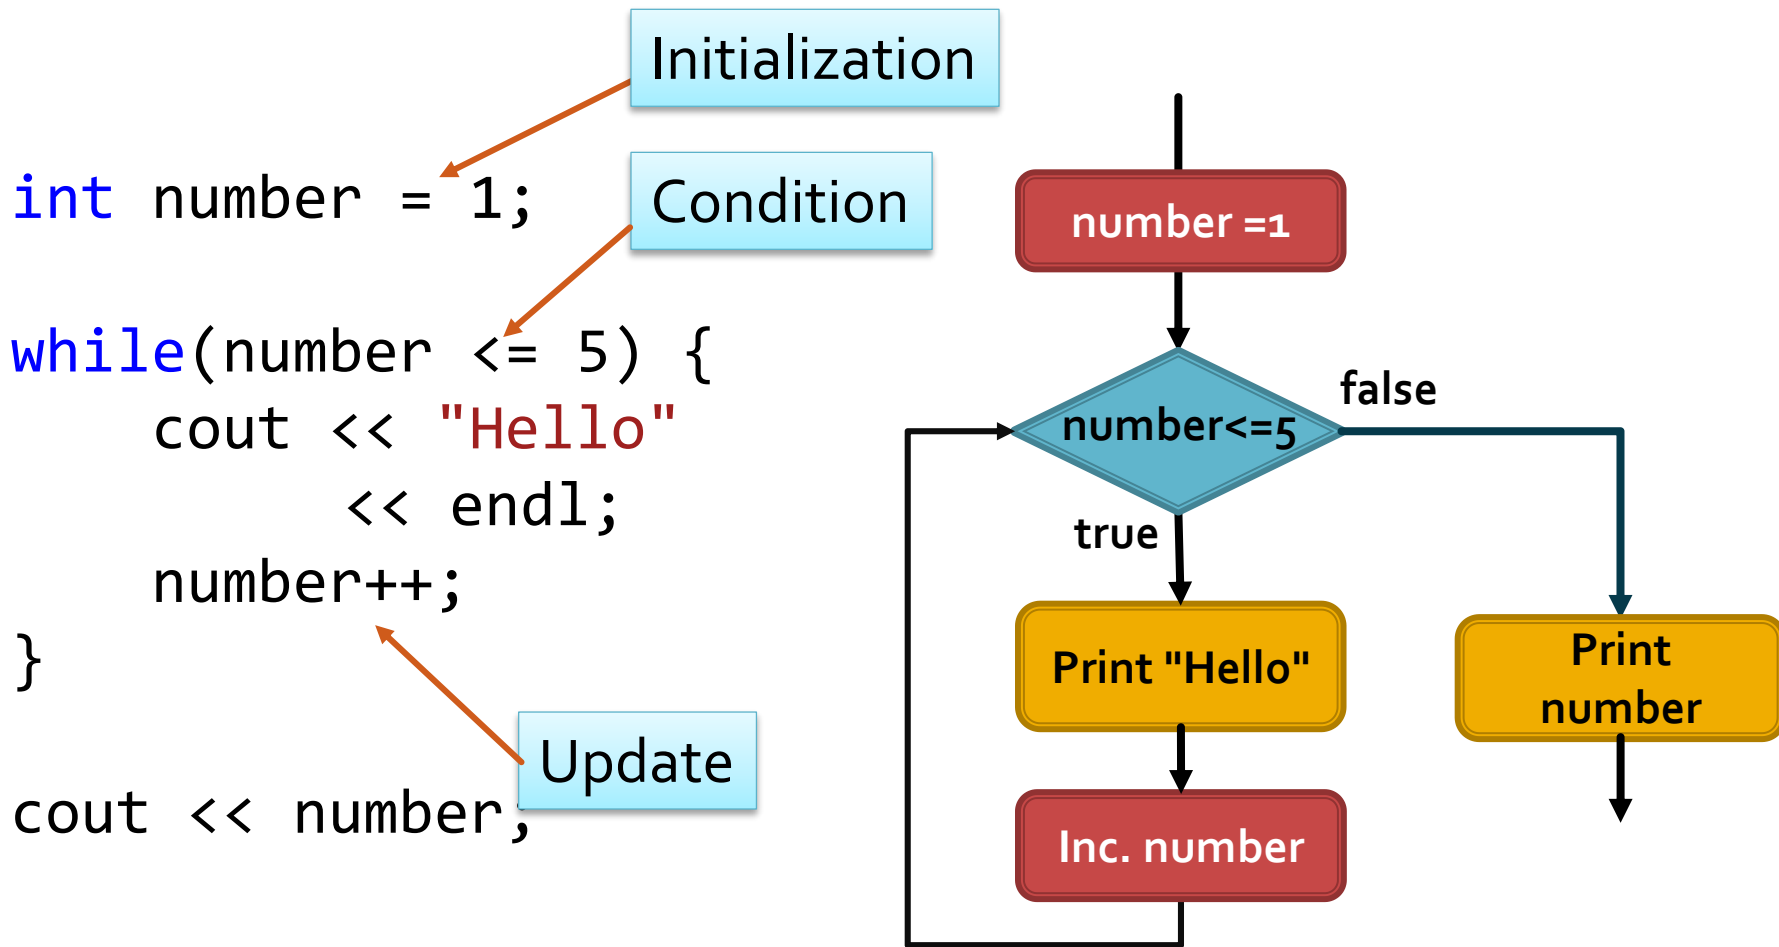 Initialization
int number = 1;
Condition
while(number <= 5) {
cout << "Hello"
<< endl;
number++;
}
Update
cout << number;
number =1
number<=5
false
true
Print "Hello"
Inc. number
Print
number